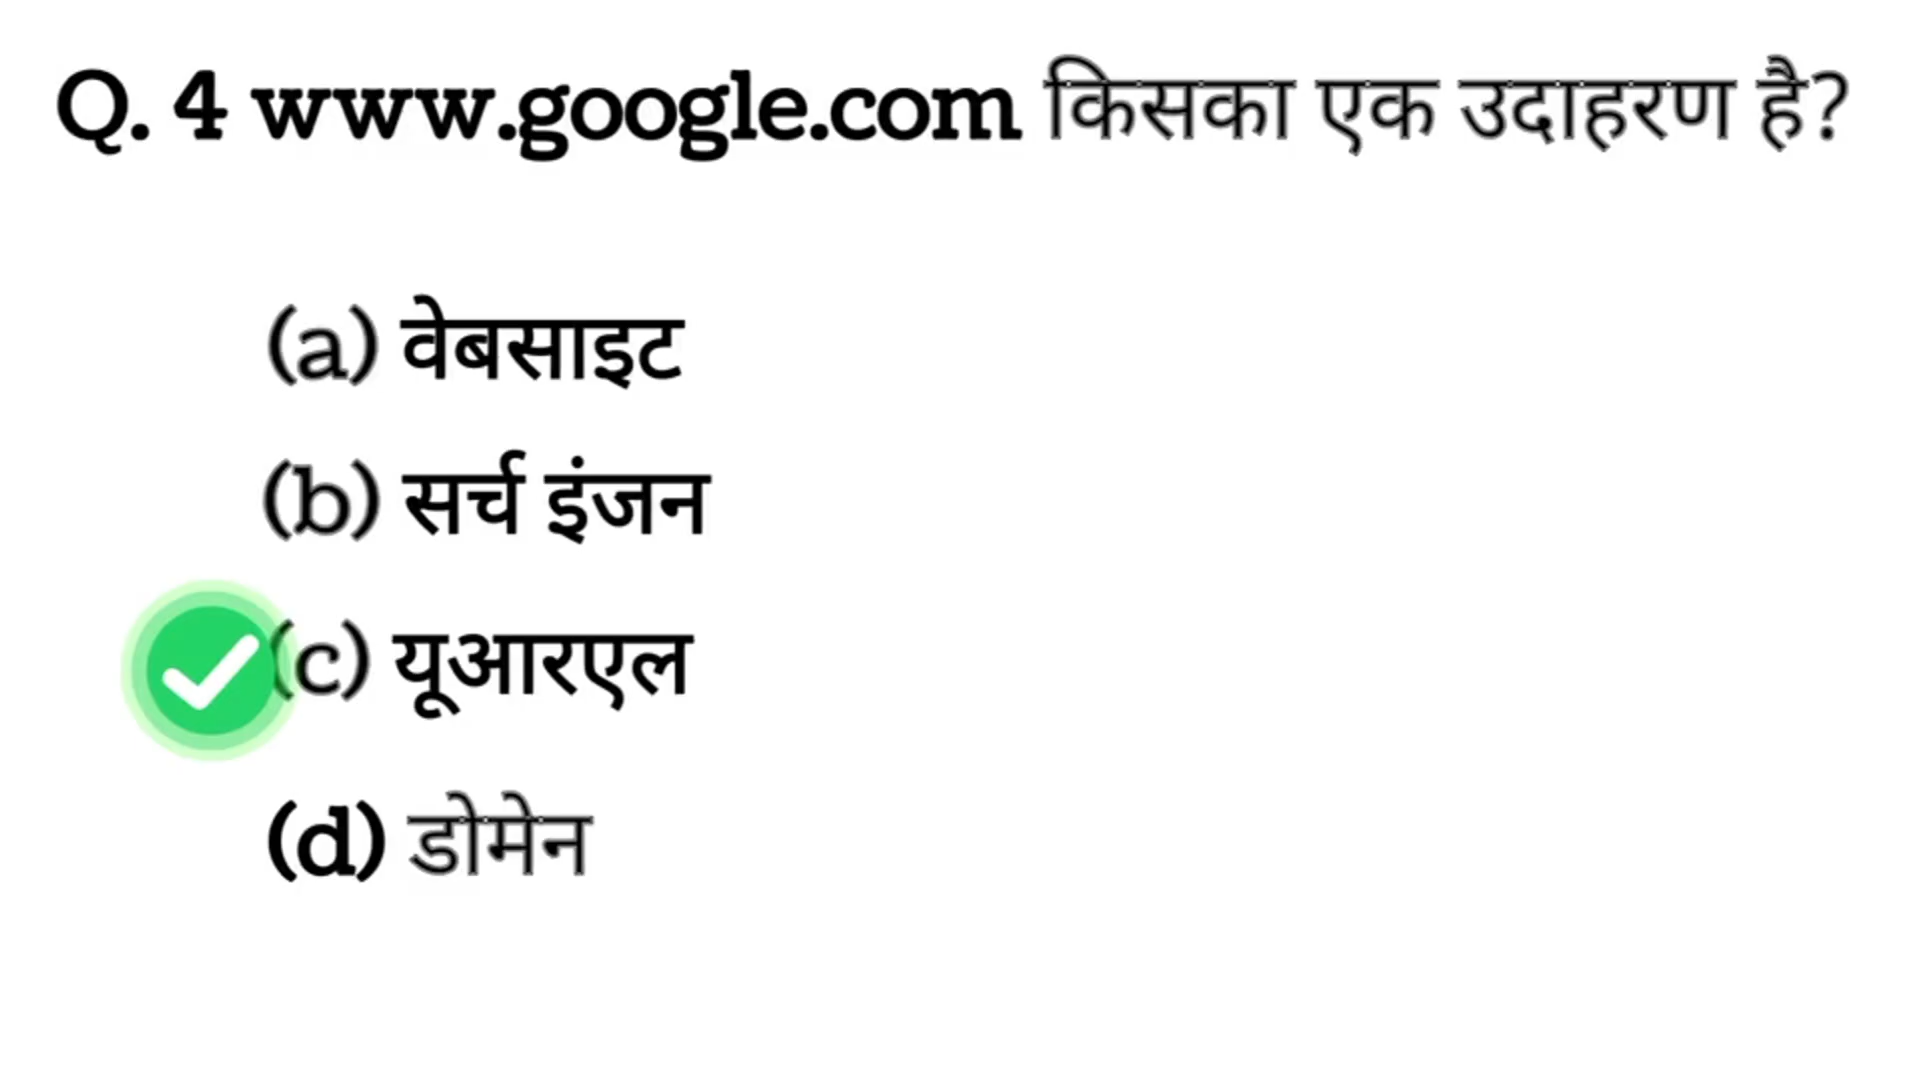 Q. 4 www.google.com किसका एक उदाहरण है?
(a) वेबसाइट
(b) सर्च इंजन
(c) यूआरएल
(d) डोमेन